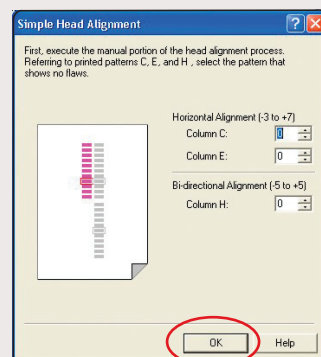 Simple Head Alignment
First, execute the manual portion of the head alignment process.
Referring to printed patterns C, E, and H , select the pattern that
shows no flaws.
Horizontal Alignment (-3 to +7)
Column C: 0
Column E: 0
Bi-directional Alignment (-5 to +5)
Column H: 0
OK Help